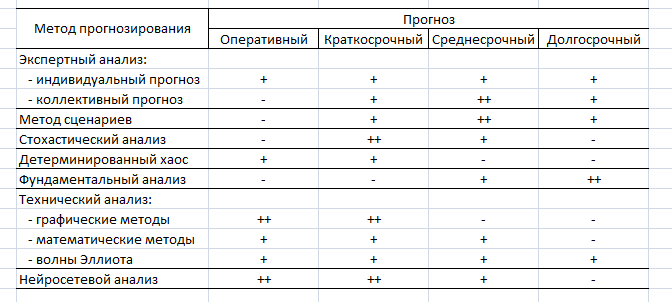 Метод прогнозирования Прогноз
Оперативный Краткосрочный Среднесрочный Долгосрочный
Экспертный анализ:
- индивидуальный прогноз + + + +
- коллективный прогноз - + ++ +
Метод сценариев - + ++ +
Стохастический анализ - ++ + -
Детерминированный хаос + + - -
Фундаментальный анализ - - + ++
Технический анализ:
- графические методы ++ ++ - -
- математические методы + + + -
- волны Эллиота + + + +
Нейросетевой анализ ++ ++ + -